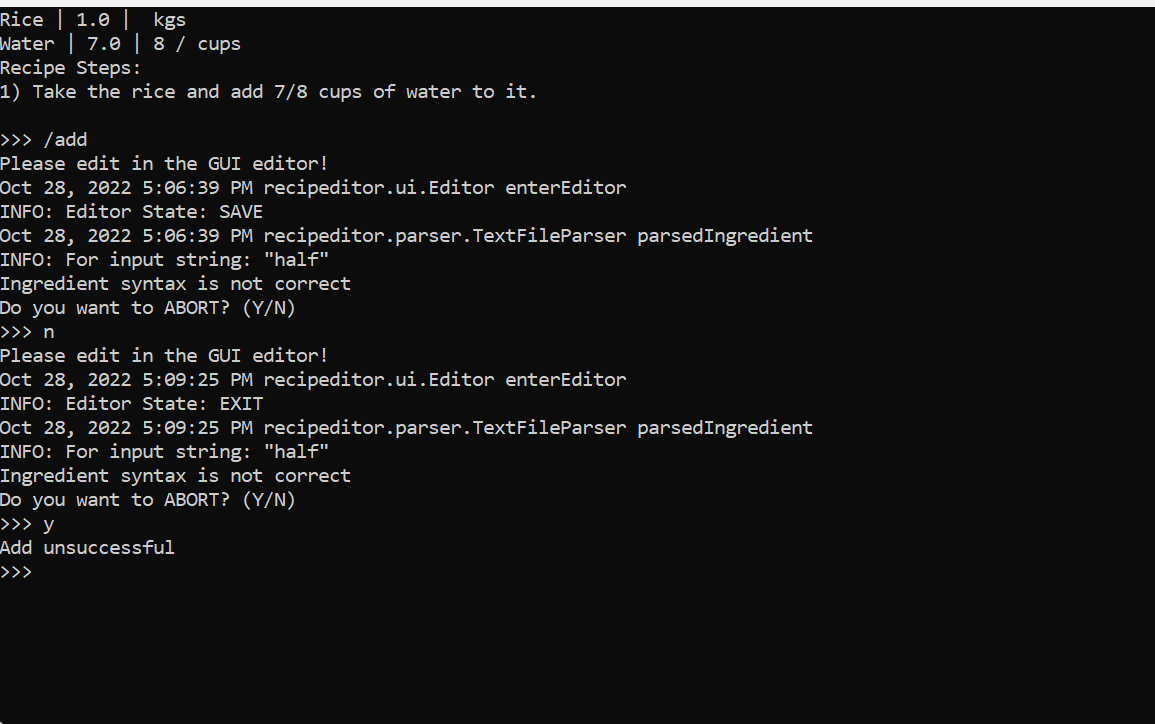 Rice | 1.0 |  kgs
Water | 7.0 | 8 / cups
Recipe Steps:
1) Take the rice and add 7/8 cups of water to it.
>>> /add
Please edit in the GUI editor!
Oct 28, 2022 5:06:39 PM recipeditor.ui.Editor enterEditor
INFO: Editor State: SAVE
Oct 28, 2022 5:06:39 PM recipeditor.parser.TextFileParser parsedIngredient
INFO: For input string: "half"
Ingredient syntax is not correct
Do you want to ABORT? (Y/N)
>>> n
Please edit in the GUI editor!
Oct 28, 2022 5:09:25 PM recipeditor.ui.Editor enterEditor
INFO: Editor State: EXIT
Oct 28, 2022 5:09:25 PM recipeditor.parser.TextFileParser parsedIngredient
INFO: For input string: "half"
Ingredient syntax is not correct
Do you want to ABORT? (Y/N)
>>> y
Add unsuccessful
>>>